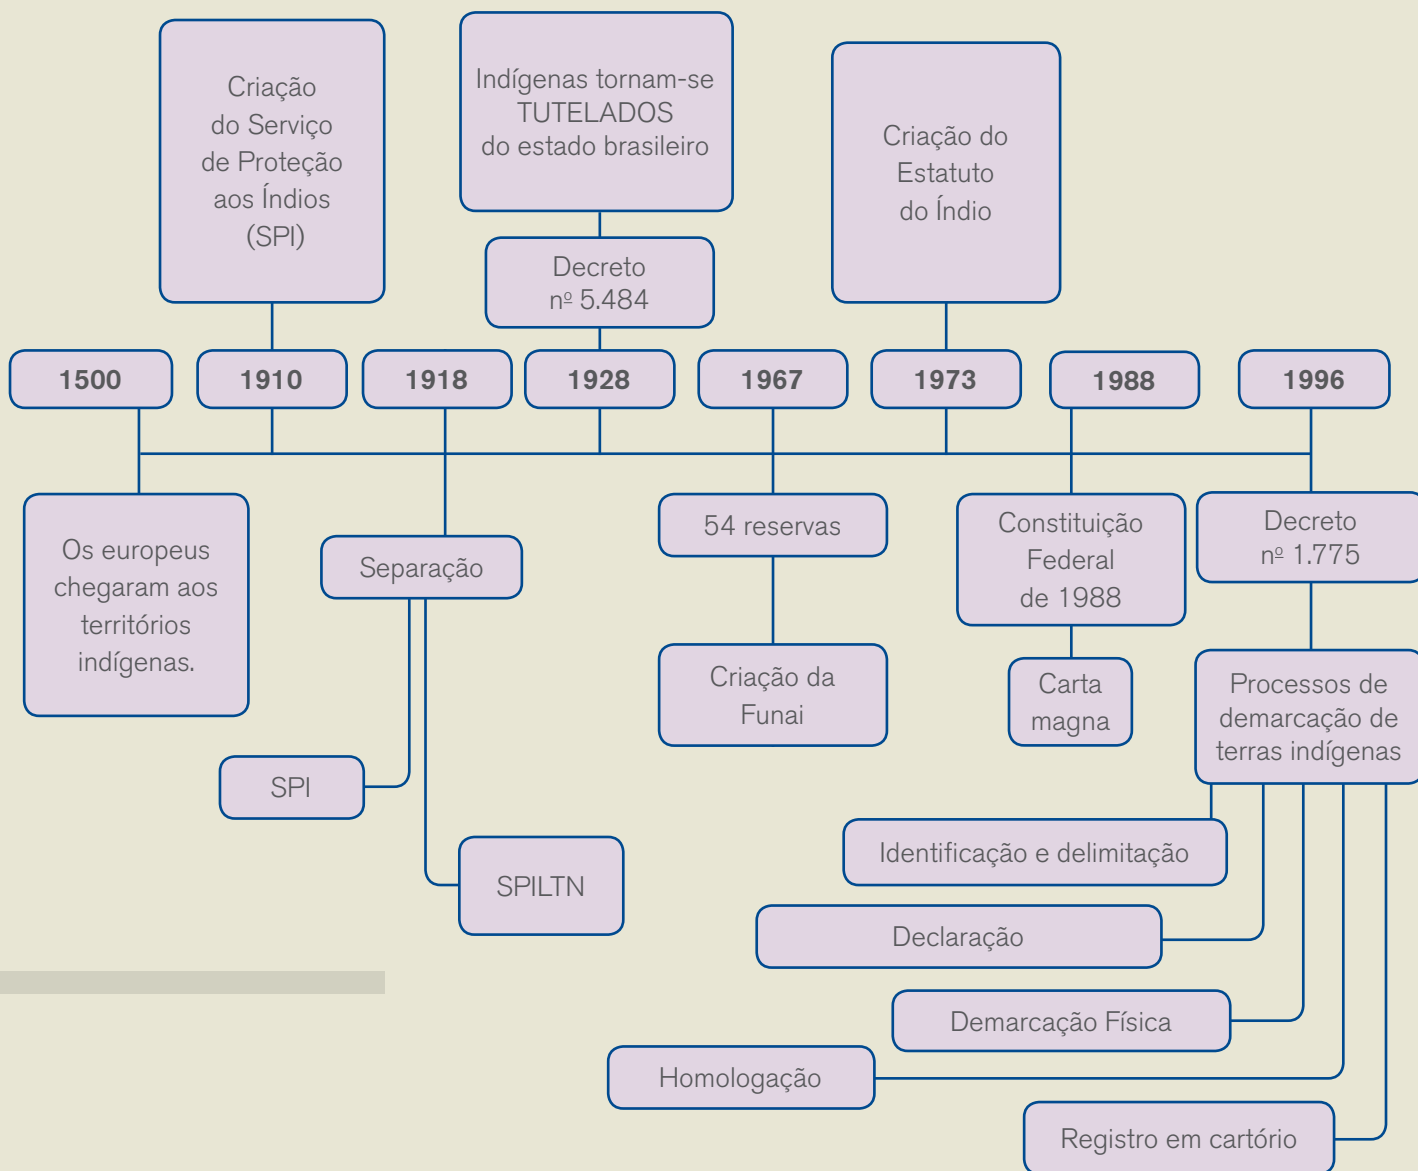 Criação
do Serviço
de Proteção
aos Índios
(SPI)
Indígenas tornam-se
TUTELADOS
do estado brasileiro
Decreto
nº 5.484
Criação do
Estatuto
do Índio
1500
1910
1918
1928
1967
1973
1988
1996
Os europeus
chegaram aos
territórios
indígenas.
Separação
SPI
SPILTN
54 reservas
Criação da
Funai
Constituição
Federal
de 1988
Carta
magna
Decreto
nº 1.775
Processos de
demarcação de
terras indígenas
Identificação e delimitação
Declaração
Demarcação Física
Homologação
Registro em cartório